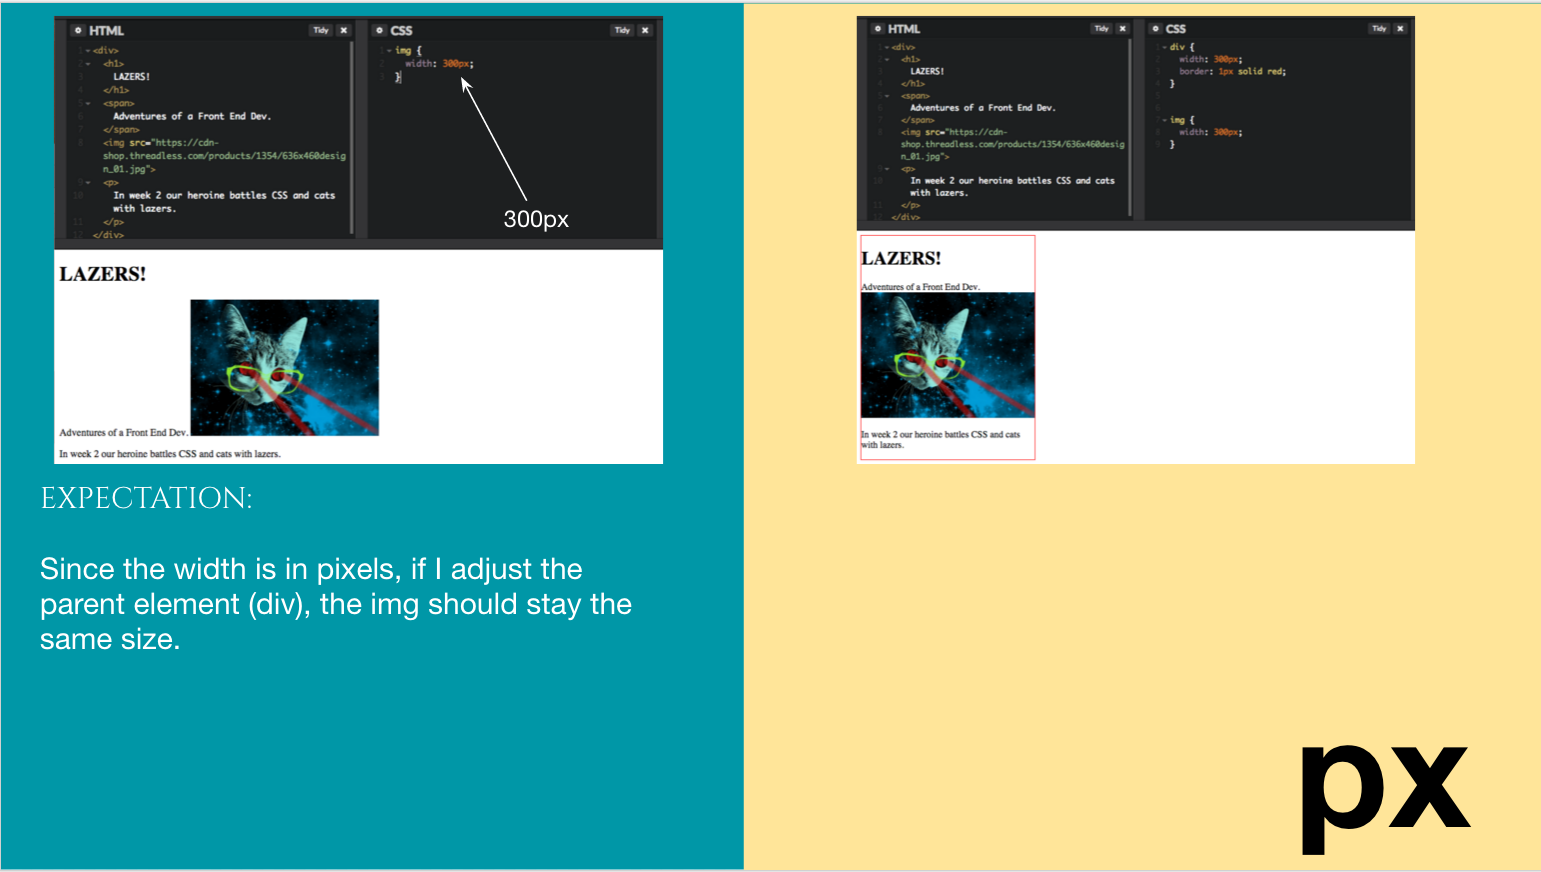 HTML
Tidy
<div>
<h1>
LAZERS!
</h1>
<span>
Adventures of a Front End Dev.
</span>
<img src="https://cdn-
shop.threadless.com/products/1354/636x460desig
n_01.jpg">
<p>
In week 2 our heroine battles CSS and cats
with lazers.
</p>
</div>
CSS
Tidy
img {
width: 300px;
}
300px
LAZERS!
Adventures of a Front End Dev.
In week 2 our heroine battles CSS and cats with lazers.
EXPECTATION:
Since the width is in pixels, if I adjust the
parent element (div), the img should stay the
same size.
HTML
Tidy
<div>
<h1>
LAZERS!
</h1>
<span>
Adventures of a Front End Dev.
</span>
<img src="https://cdn-
shop.threadless.com/products/1354/636x460desig
n_01.jpg">
<p>
In week 2 our heroine battles CSS and cats
with lazers.
</p>
</div>
CSS
Tidy
div {
width: 300px;
border: 1px solid red;
}
img {
width: 300px;
}
LAZERS!
Adventures of a Front End Dev.
In week 2 our heroine battles CSS and cats
with lazers.
px